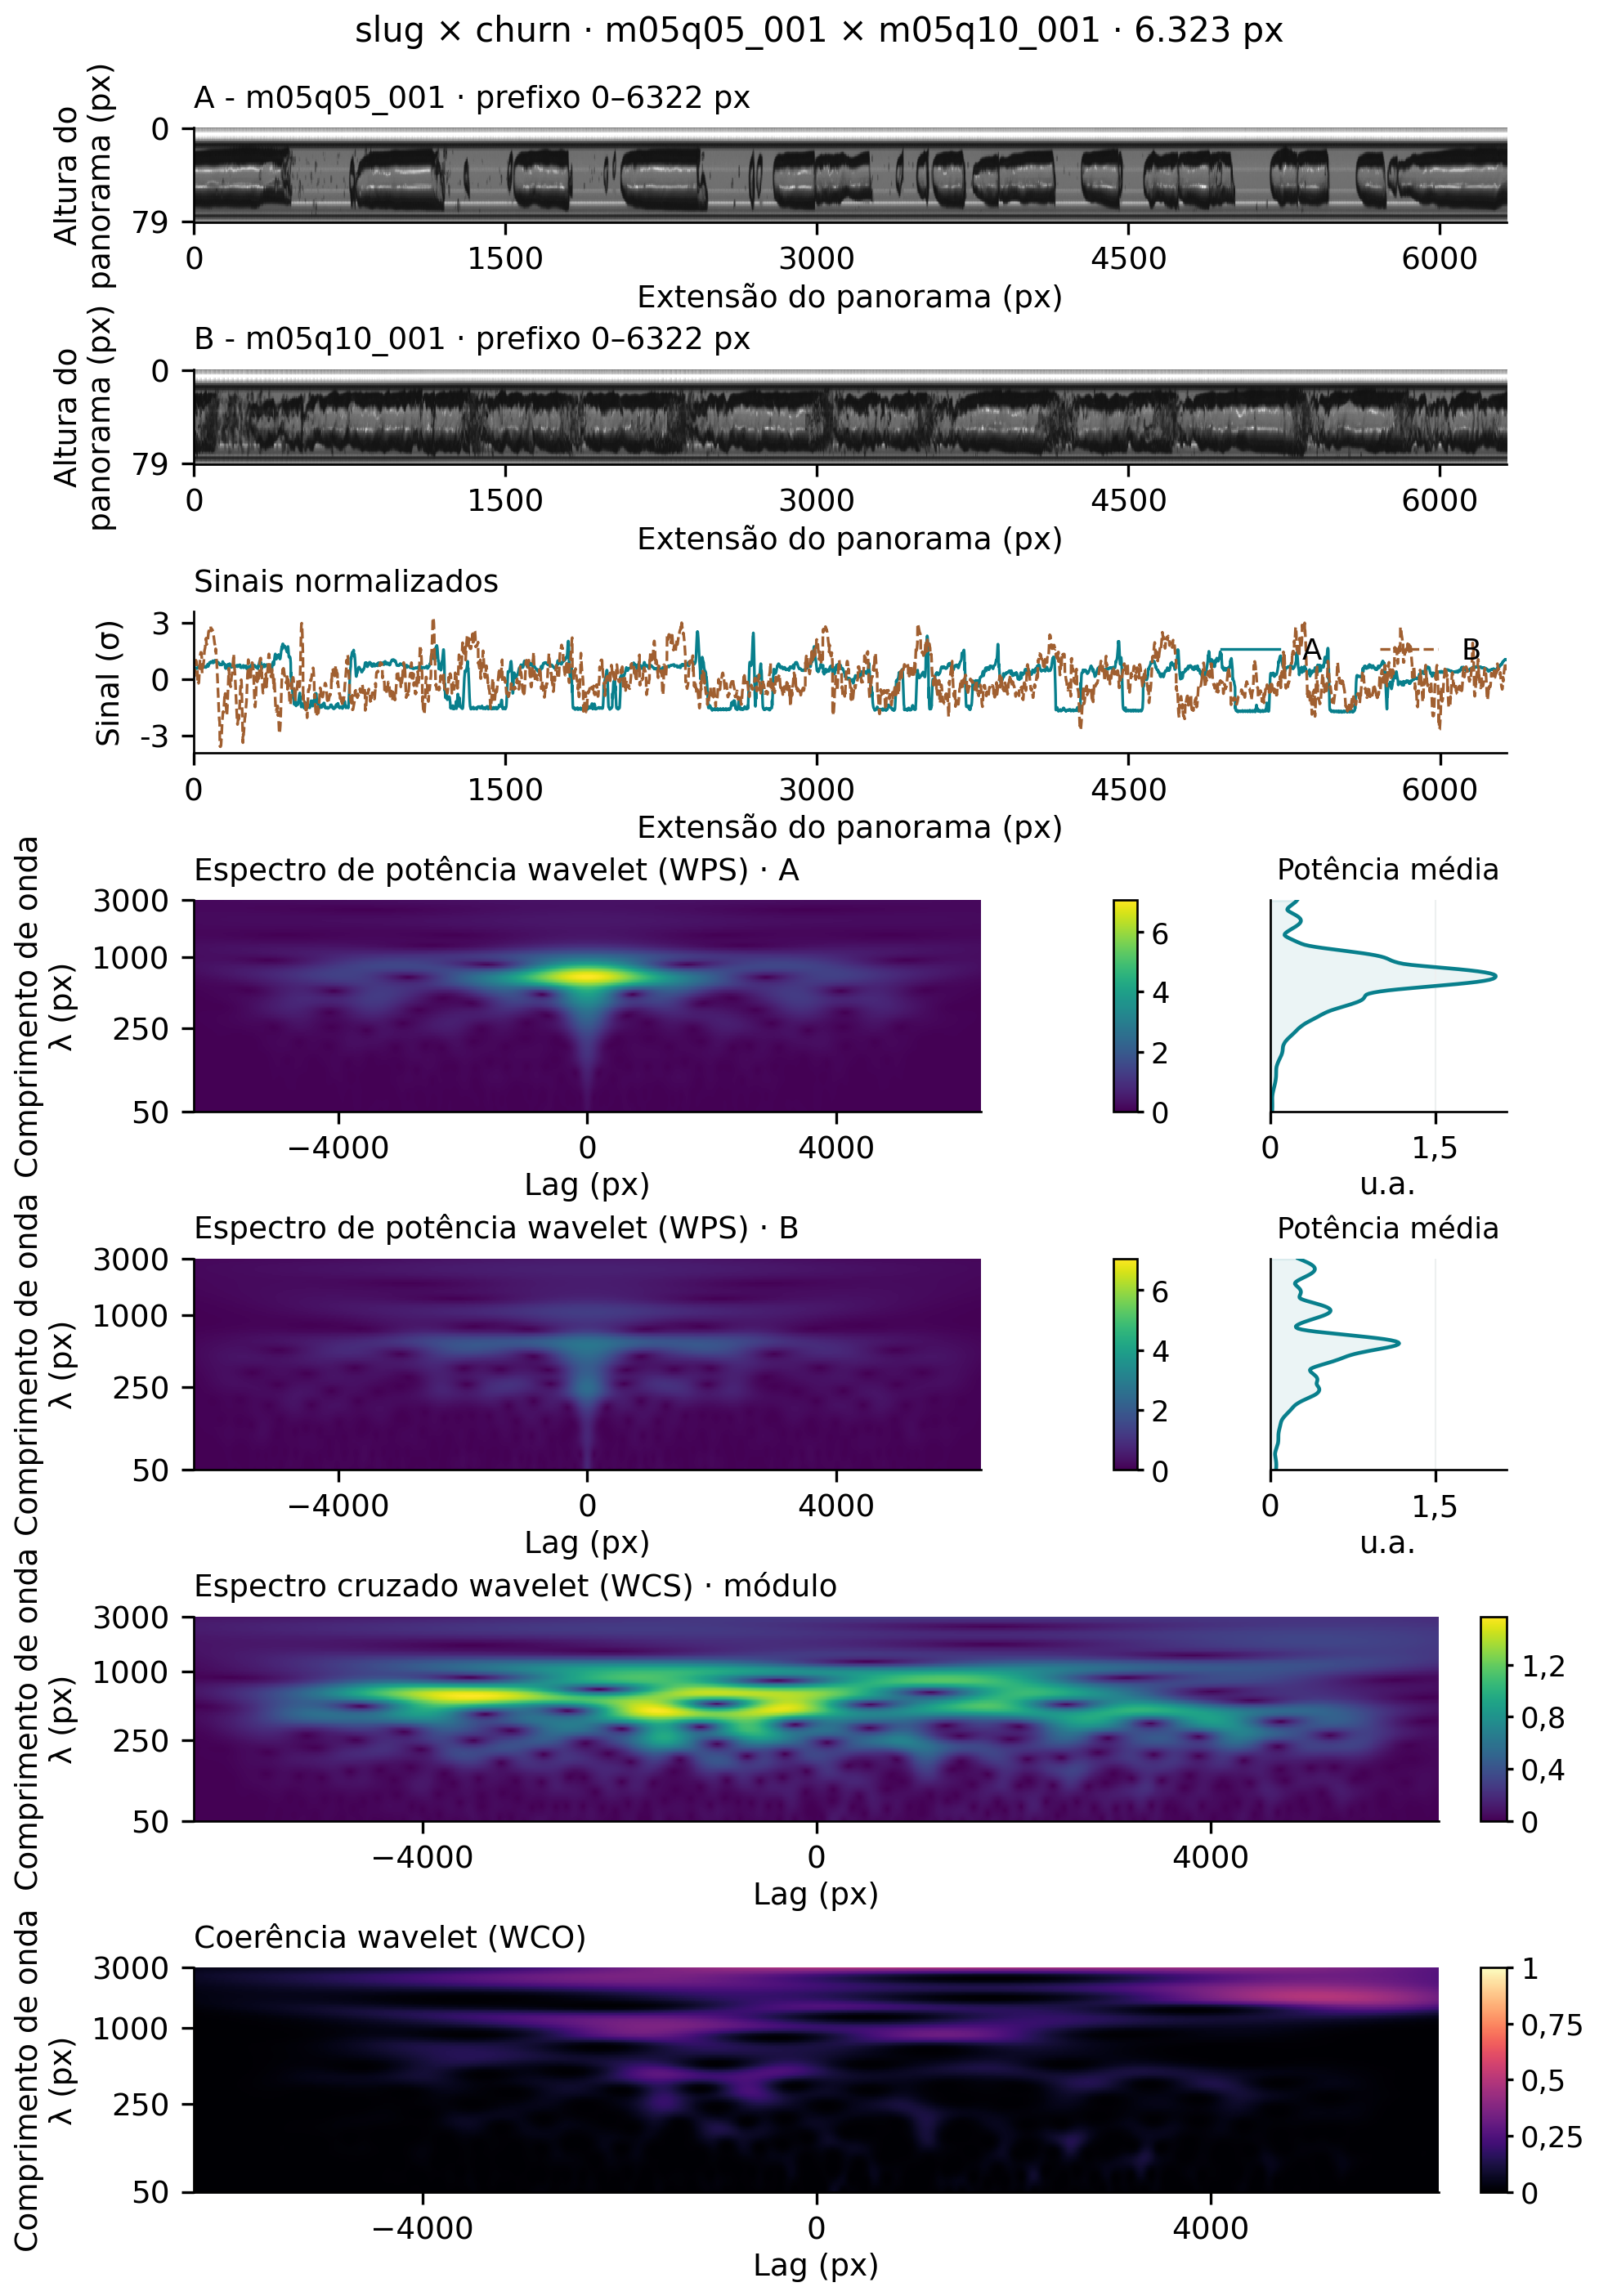 slug × churn · m05q05_001 × m05q10_001 · 6.323 px
A - m05q05_001 · prefixo 0–6322 px
Altura do
panorama (px)
0
79
0 1500 3000 4500 6000
Extensão do panorama (px)
B - m05q10_001 · prefixo 0–6322 px
Altura do
panorama (px)
0
79
0 1500 3000 4500 6000
Extensão do panorama (px)
Sinais normalizados
Sinal (σ)
3
0
-3
A B
0 1500 3000 4500 6000
Extensão do panorama (px)
Espectro de potência wavelet (WPS) · A
Comprimento de onda
λ (px)
3000
1000
250
50
−4000 0 4000
Lag (px)
6
4
2
0
Potência média
0 1,5
u.a.
Espectro de potência wavelet (WPS) · B
Comprimento de onda
λ (px)
3000
1000
250
50
−4000 0 4000
Lag (px)
6
4
2
0
Potência média
0 1,5
u.a.
Espectro cruzado wavelet (WCS) · módulo
Comprimento de onda
λ (px)
3000
1000
250
50
−4000 0 4000
Lag (px)
1,2
0,8
0,4
0
Coerência wavelet (WCO)
Comprimento de onda
λ (px)
3000
1000
250
50
−4000 0 4000
Lag (px)
1
0,75
0,5
0,25
0